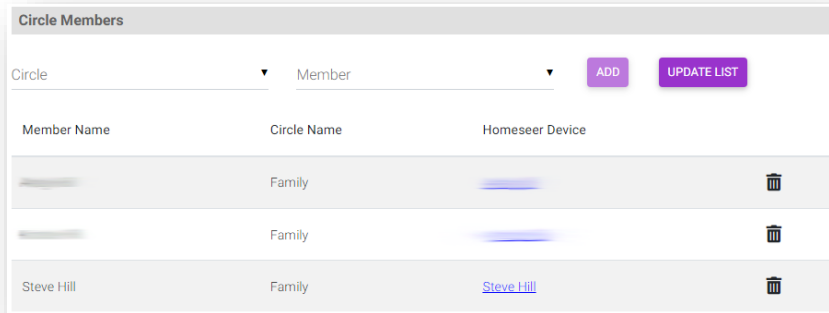 Circle Members
Circle Member ADD UPDATE LIST
Member Name Circle Name Homeseer Device
Family
Family
Steve Hill Family Steve Hill